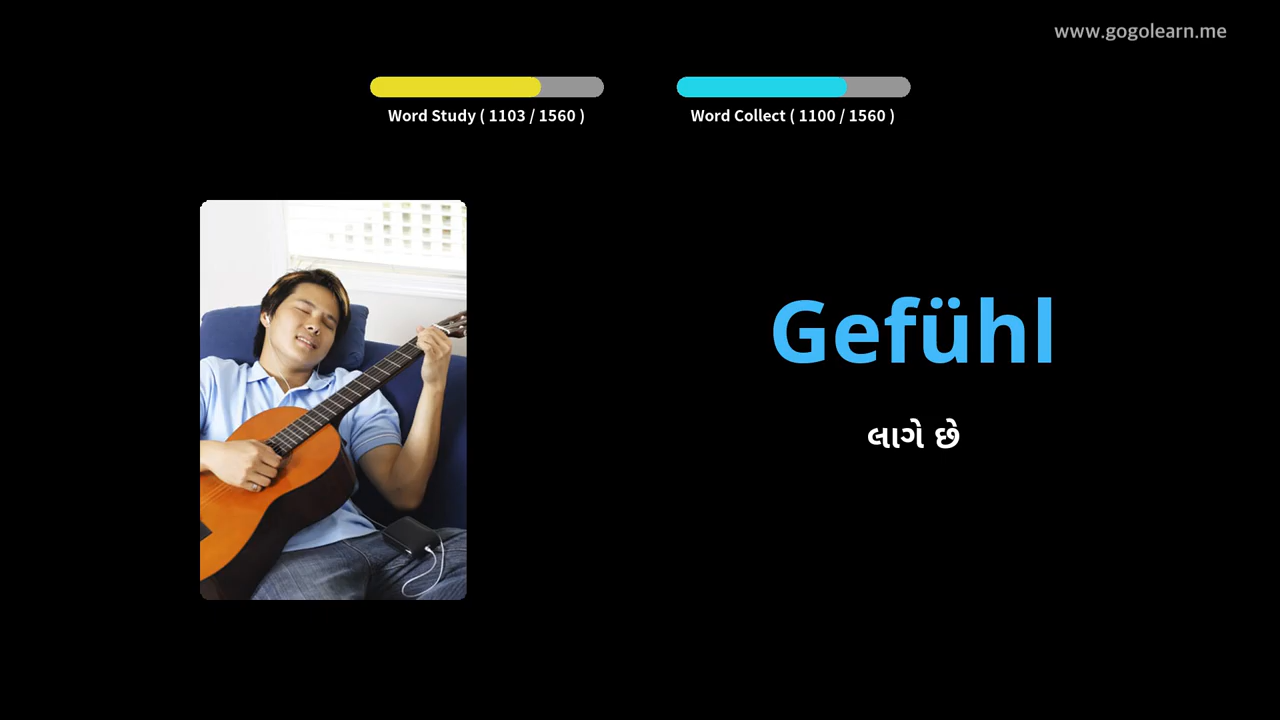 www.gogolearn.me
Word Study ( 1103 / 1560 )
Word Collect ( 1100 / 1560 )
Gefühl
લાગે છે